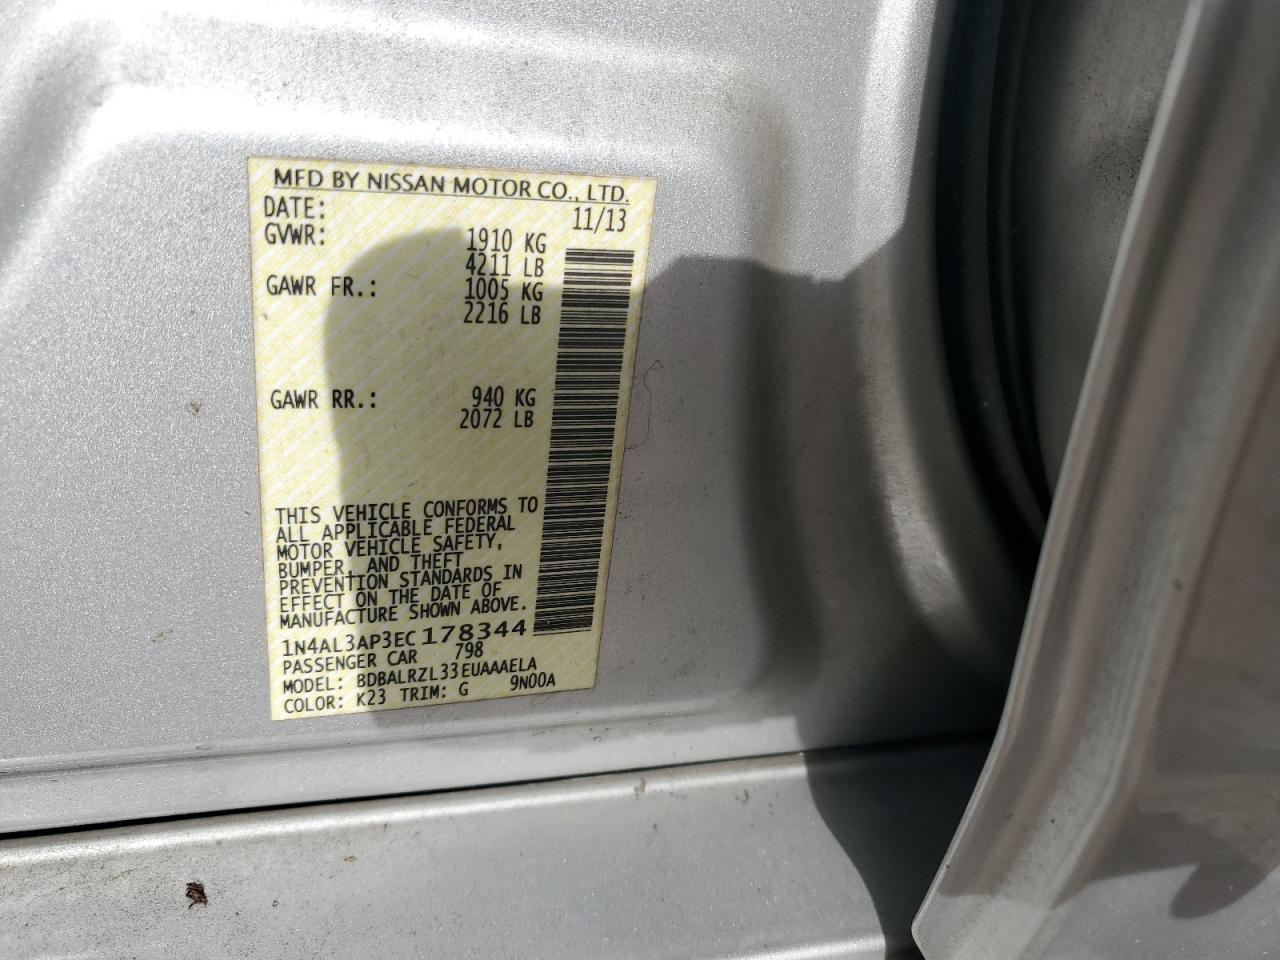 MFD BY NISSAN MOTOR CO., LTD.
DATE: 11/13
GVWR: 1910 KG
4211 LB
GAWR FR.: 1005 KG
2216 LB
GAWR RR.: 940 KG
2072 LB
THIS VEHICLE CONFORMS TO
ALL APPLICABLE FEDERAL
MOTOR VEHICLE SAFETY,
BUMPER, AND THEFT
PREVENTION STANDARDS IN
EFFECT ON THE DATE OF
MANUFACTURE SHOWN ABOVE.
1N4AL3AP3EC178344
PASSENGER CAR 798
MODEL: BDBALRZL33EUAAAELA
COLOR: K23 TRIM: G 9N00A